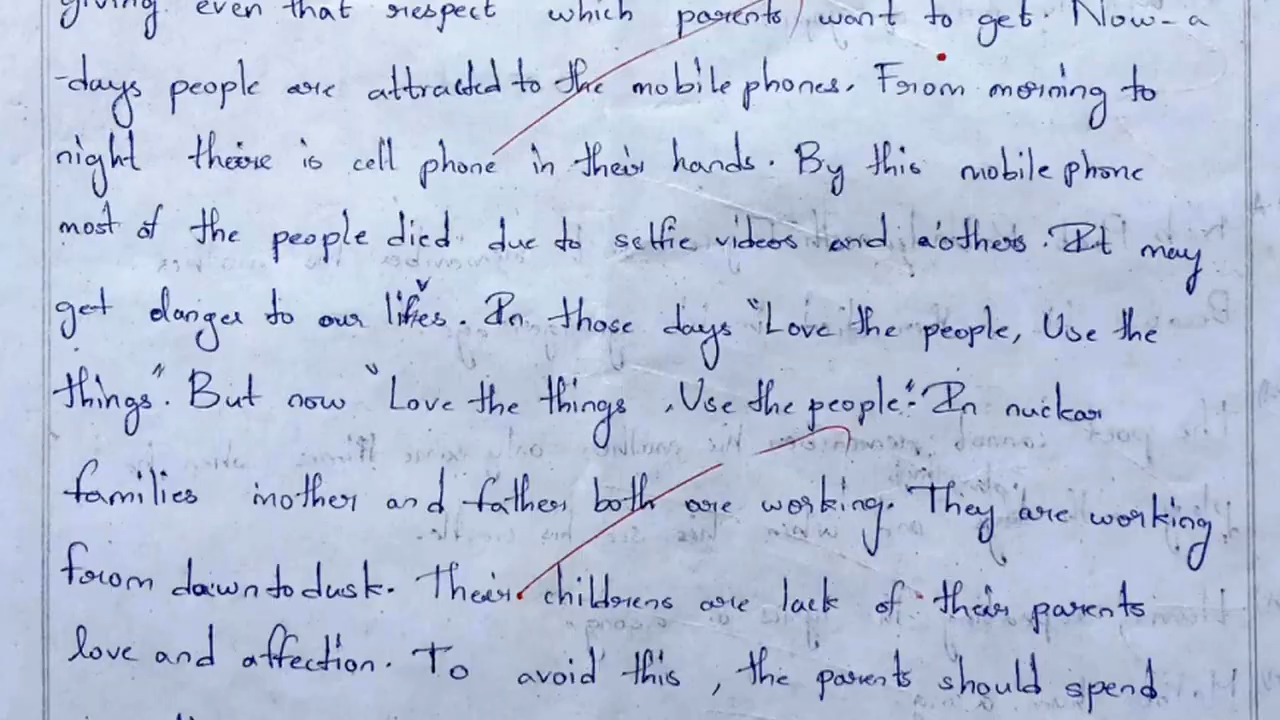 giving even that respect which parents want to get. Now-a
-days people are attracted to the mobile phones. From morning to
night there is cell phone in their hands. By this mobile phone
most of the people died due to selfie videos and others. It may
get danger to our lives. In those days "Love the people, Use the
things". But now "Love the things, Use the people". In nuclear
families mother and father both are working. They are working
from dawn to dusk. Their childrens are lack of their parents
love and affection. To avoid this, the parents should spend